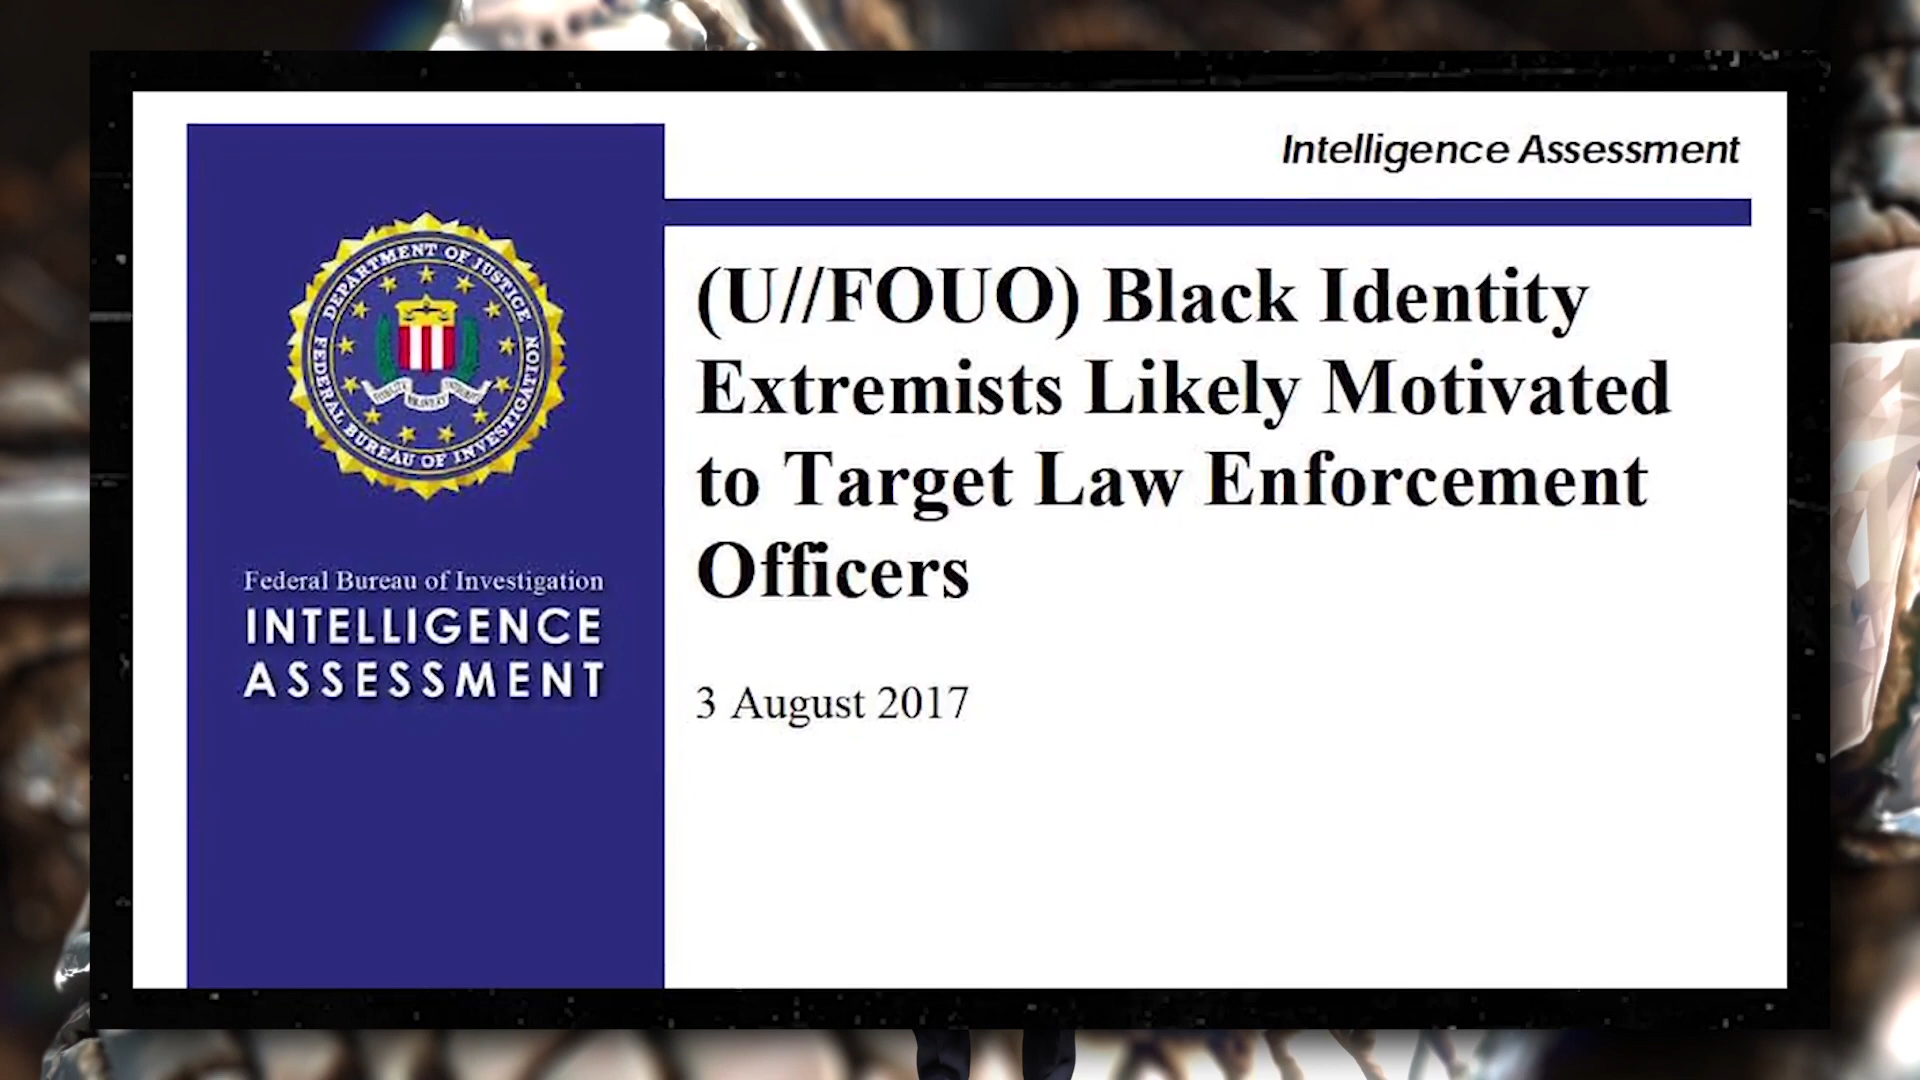 Intelligence Assessment
DEPARTMENT OF JUSTICE
FEDERAL BUREAU OF INVESTIGATION
(U//FOUO) Black Identity
Extremists Likely Motivated
to Target Law Enforcement
Officers
Federal Bureau of Investigation
INTELLIGENCE
ASSESSMENT
3 August 2017